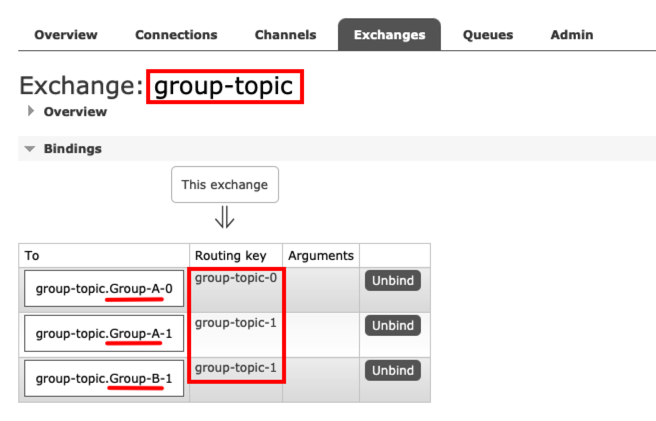 Overview Connections Channels Exchanges Queues Admin
Exchange: group-topic
Overview
Bindings
This exchange
To Routing key Arguments
group-topic.Group-A-0 group-topic-0 Unbind
group-topic.Group-A-1 group-topic-1 Unbind
group-topic.Group-B-1 group-topic-1 Unbind